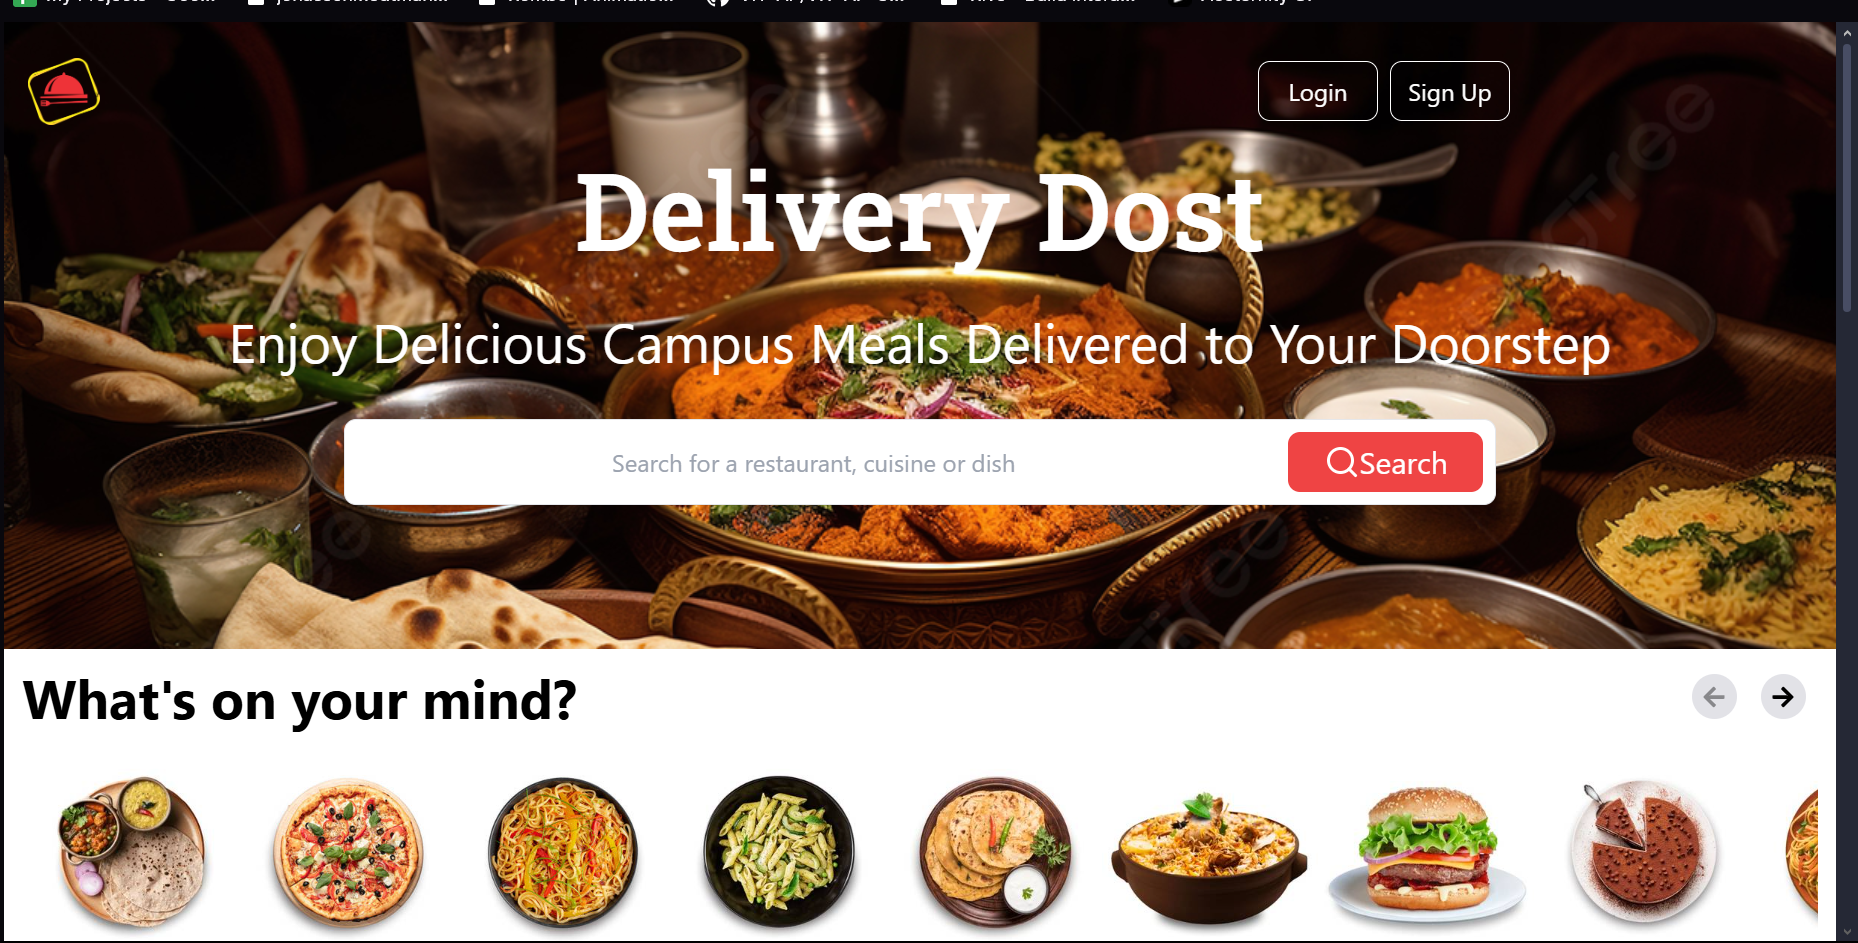 Login
Sign Up
Delivery Dost
Enjoy Delicious Campus Meals Delivered to Your Doorstep
Search for a restaurant, cuisine or dish
Search
What's on your mind?